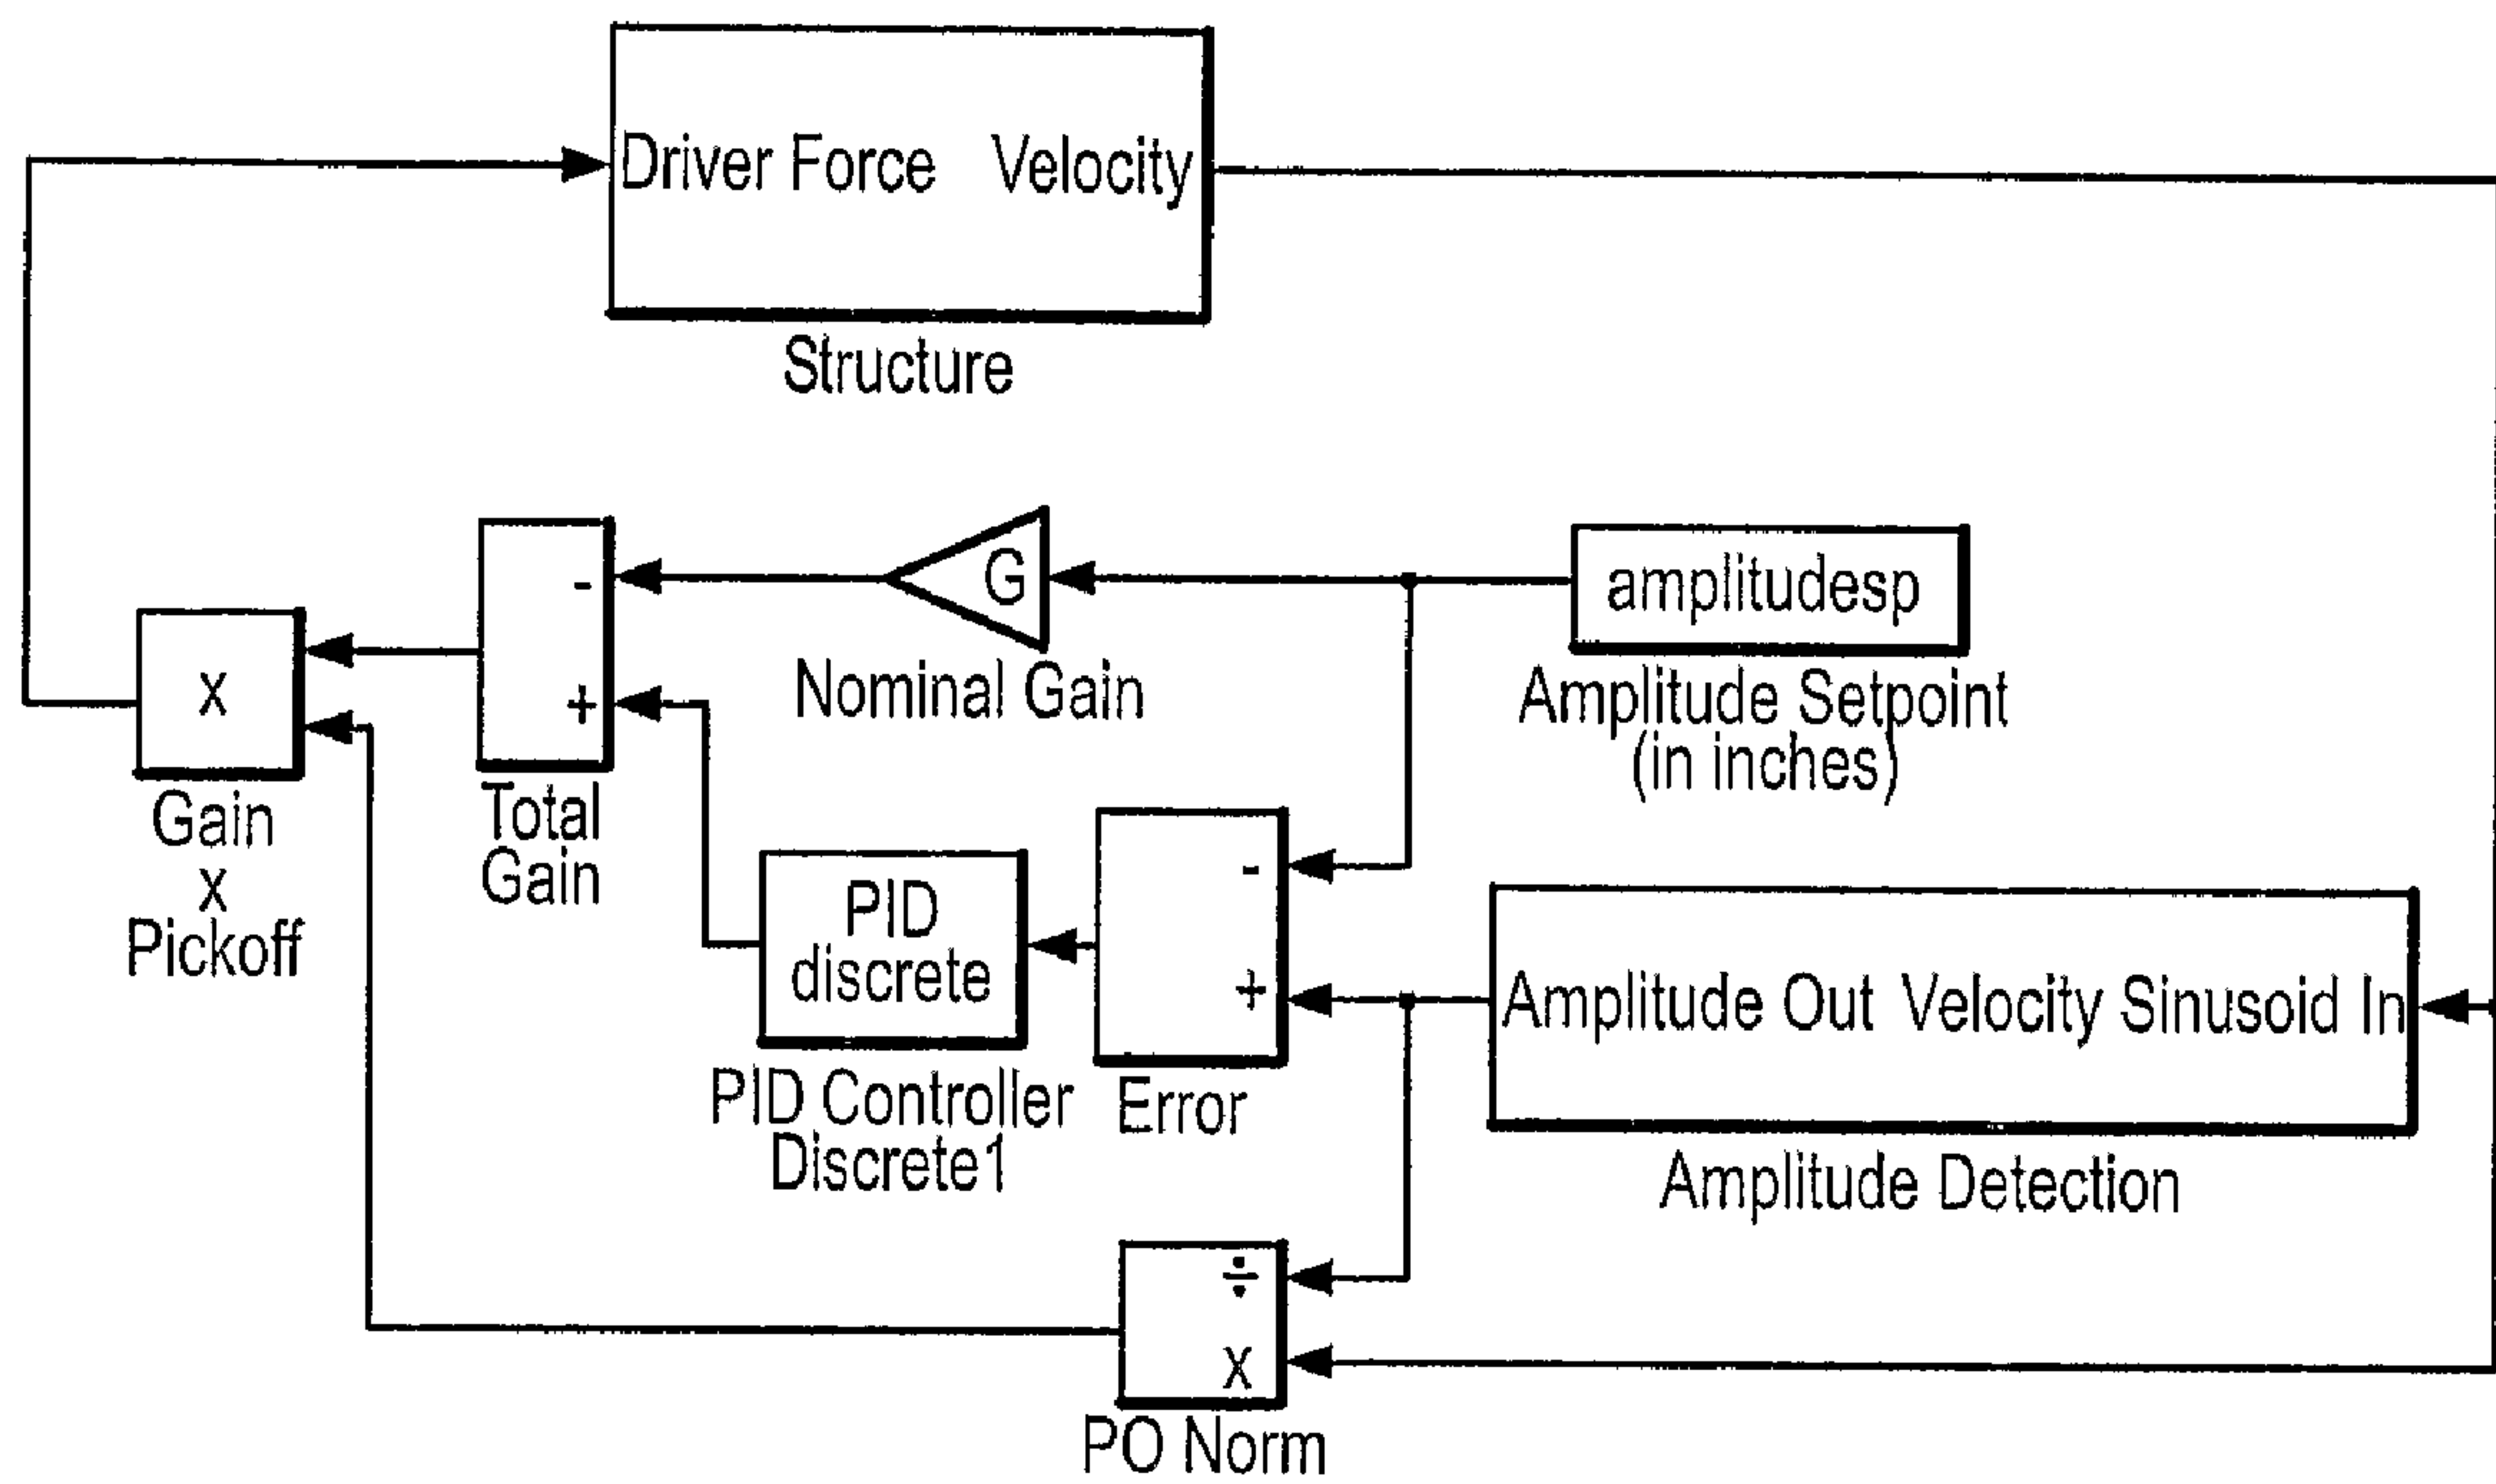 Driver Force Velocity
Structure
-
G
amplitudesp
+
x
Nominal Gain
Amplitude Setpoint
(in inches)
Gain
x
Pickoff
Total
Gain
-
PID
discrete
+
Amplitude Out Velocity Sinusoid In
PID Controller
Discrete1
Error
Amplitude Detection
÷
x
PO Norm